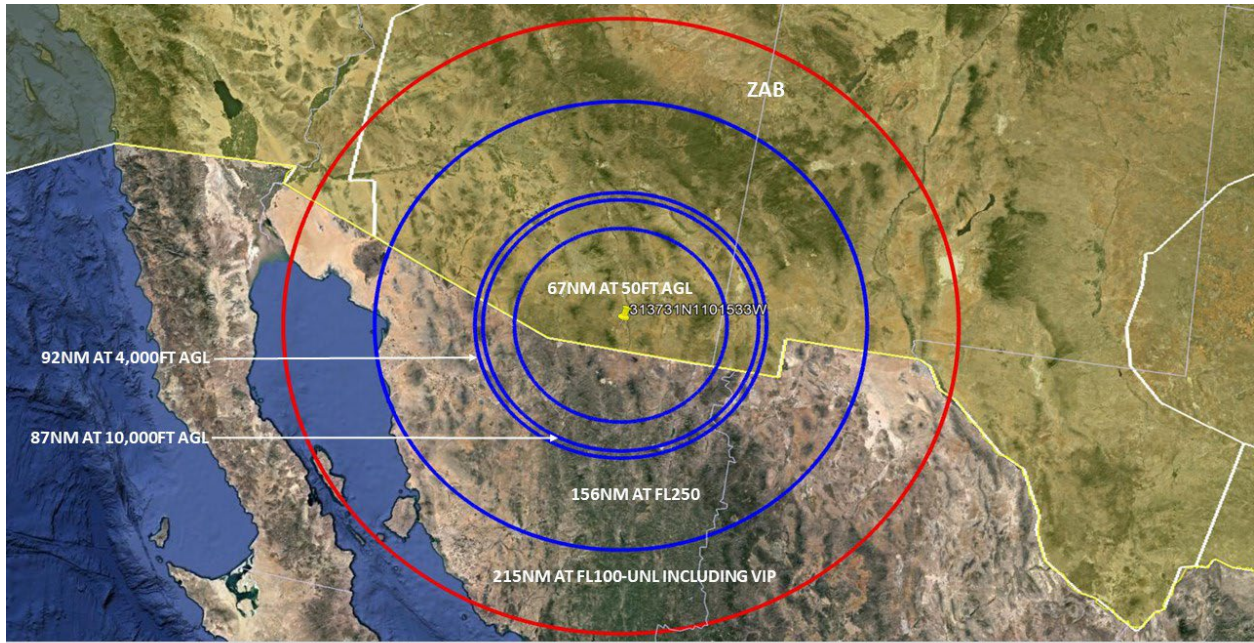 ZAB
67NM AT 50FT AGL
313731N1101533W
92NM AT 4,000FT AGL
87NM AT 10,000FT AGL
156NM AT FL250
215NM AT FL100-UNL INCLUDING VIP